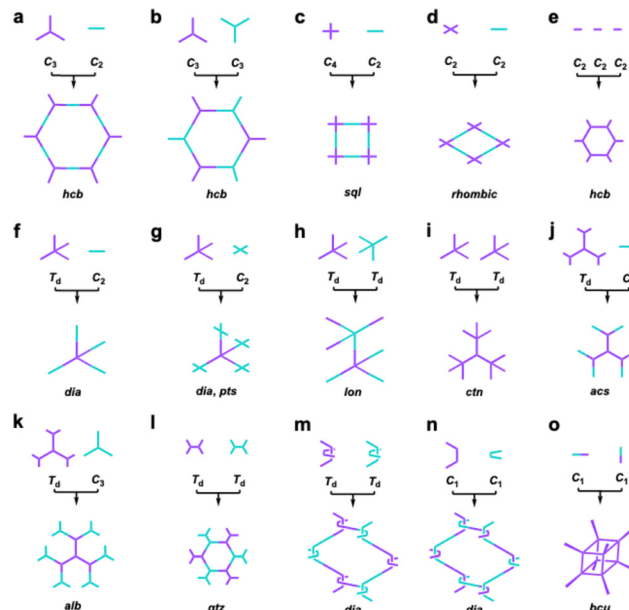 a b c d e
C3 C2 C3 C3 C4 C2 C2 C2 C2 C2 C2
hcb hcb sql rhombic hcb
f g h i j
Td C2 Td C2 Td Td Td Td Td C
dia dia, pts lon ctn acs
k l m n o
Td C3 Td Td Td Td C1 C1 C1 C1
alb qtz dia dia bcu